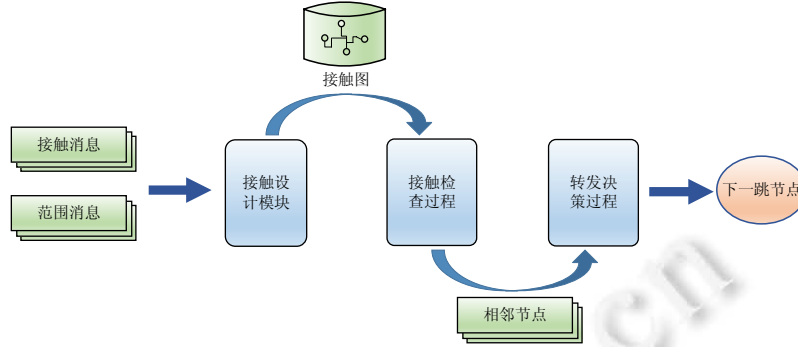 接触图
接触消息
范围消息
接触设
计模块
接触检
查过程
转发决
策过程
下一跳节点
相邻节点
cn